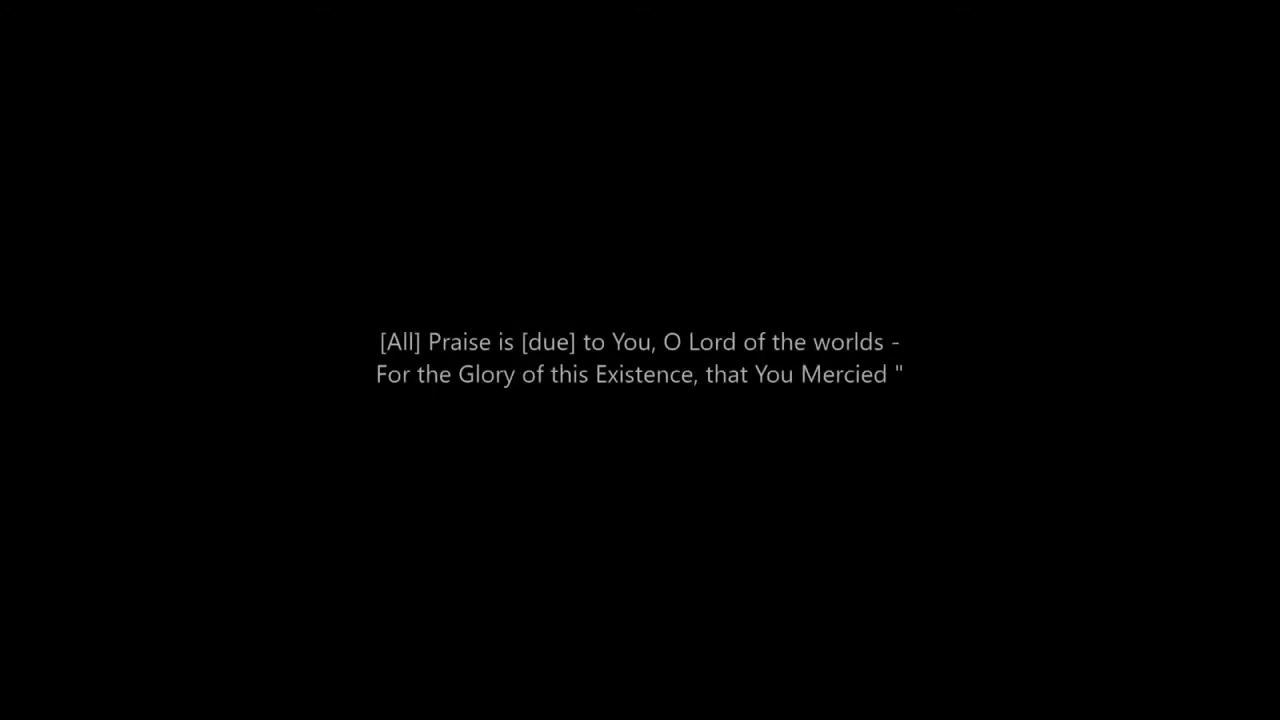 [All] Praise is [due] to You, O Lord of the worlds -
For the Glory of this Existence, that You Mercied "